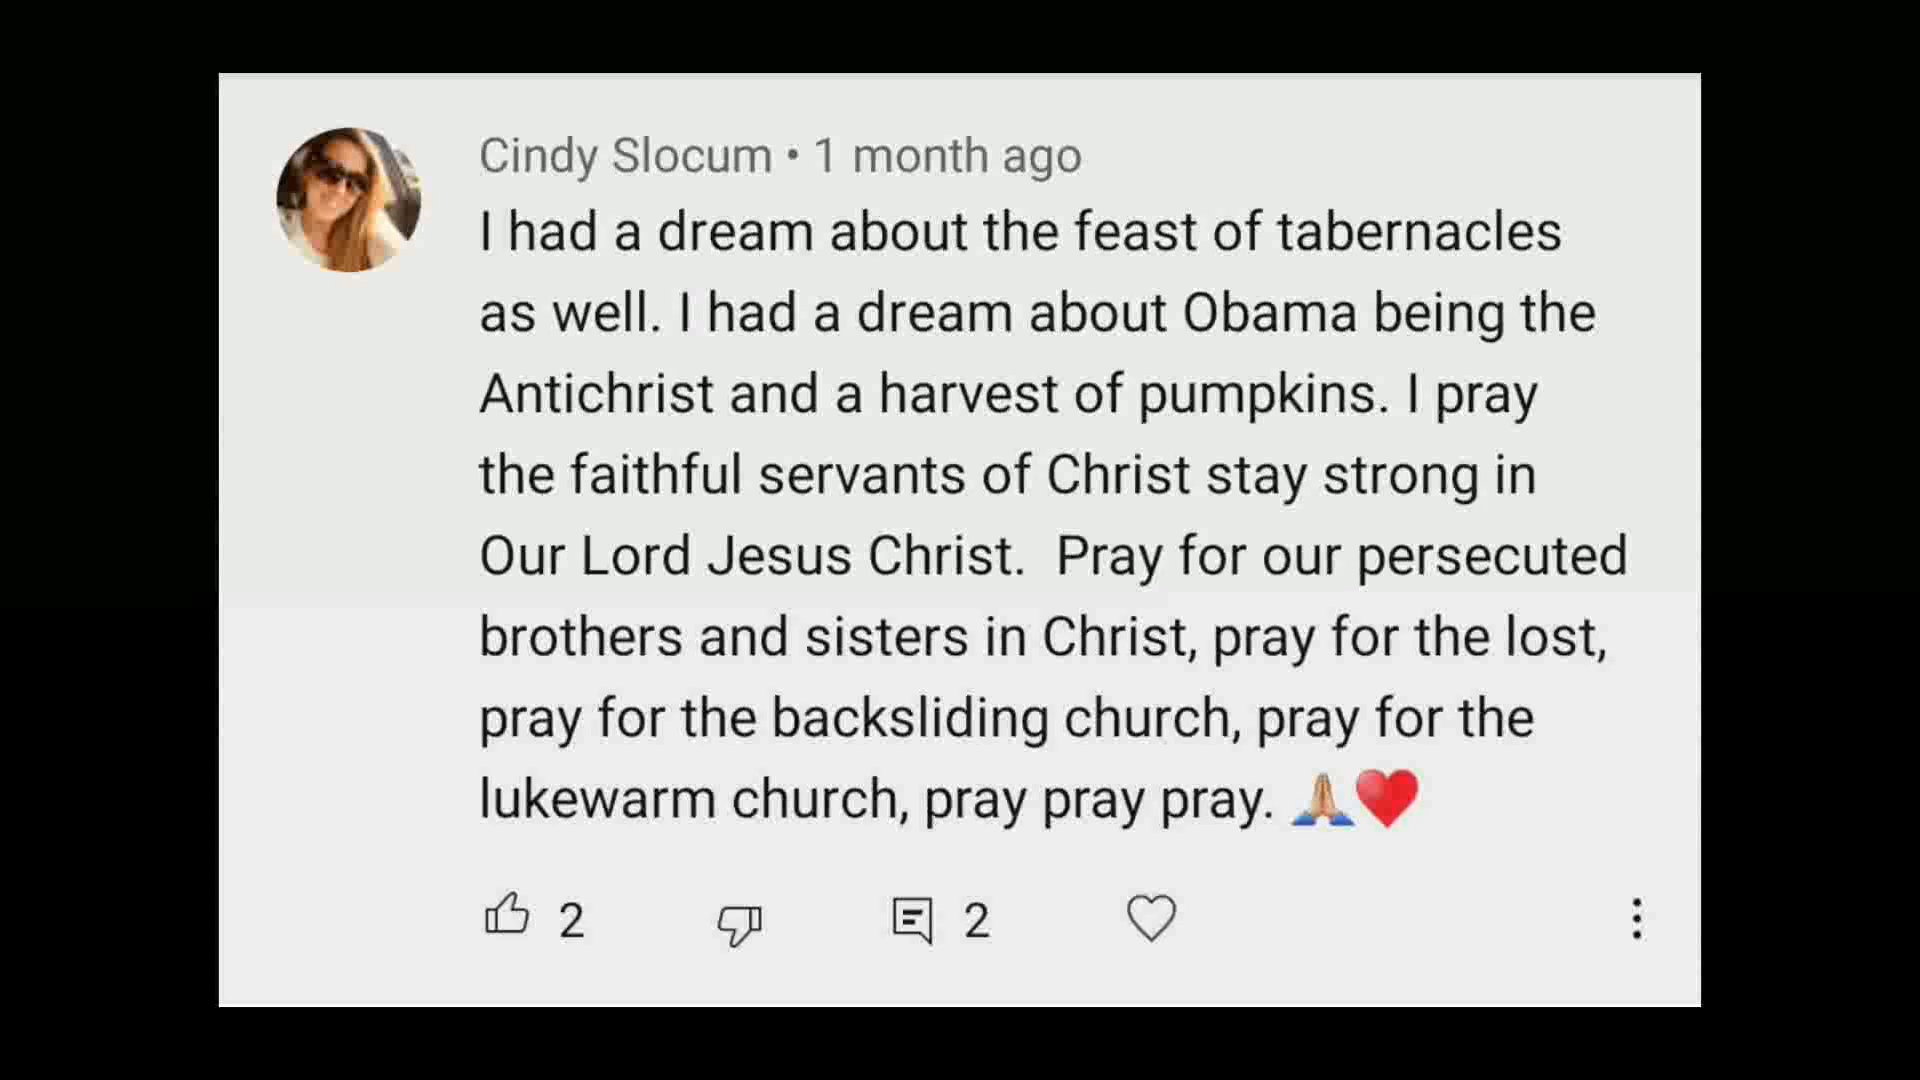 Cindy Slocum • 1 month ago
I had a dream about the feast of tabernacles
as well. I had a dream about Obama being the
Antichrist and a harvest of pumpkins. I pray
the faithful servants of Christ stay strong in
Our Lord Jesus Christ.  Pray for our persecuted
brothers and sisters in Christ, pray for the lost,
pray for the backsliding church, pray for the
lukewarm church, pray pray pray. 🙏🏼❤️
2 2